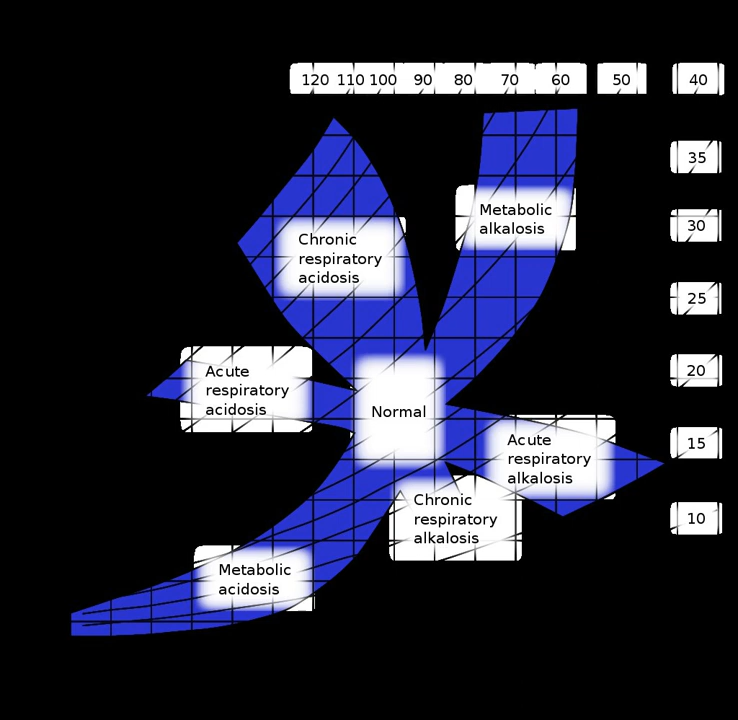 120 110 100 90 80 70 60 50 40
35
30
25
20
15
10
Metabolic
alkalosis
Chronic
respiratory
acidosis
Acute
respiratory
acidosis
Normal
Acute
respiratory
alkalosis
Chronic
respiratory
alkalosis
Metabolic
acidosis